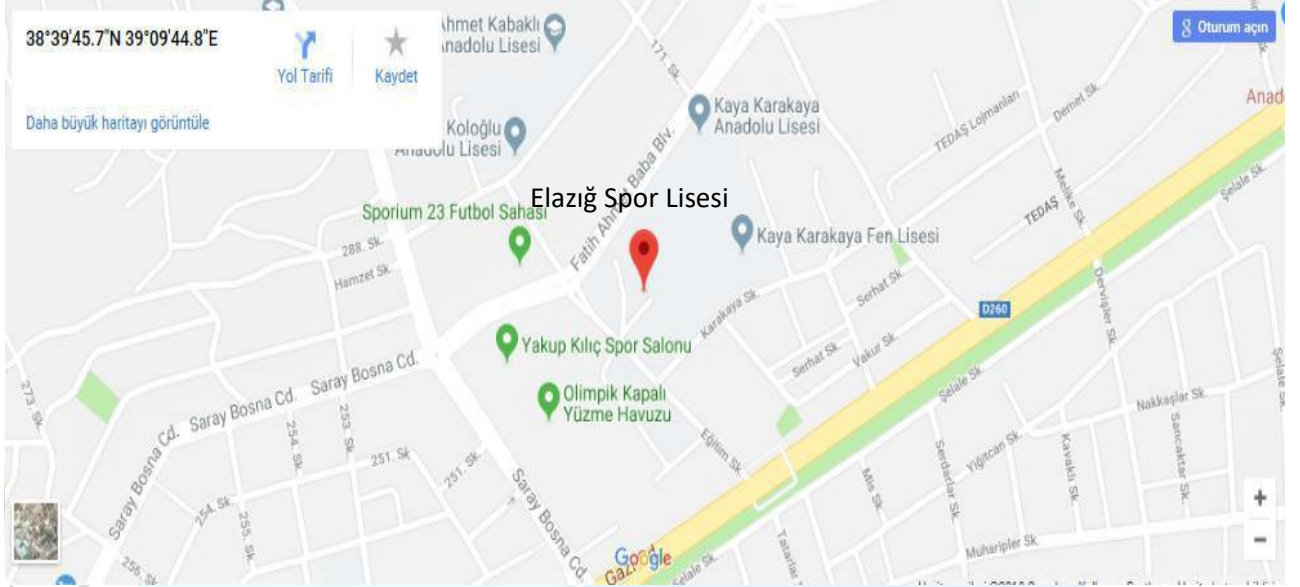 38°39'45.7"N 39°09'44.8"E
Yol Tarifi
Kaydet
Daha büyük haritayı görüntüle
Oturum açın
Ahmet Kabaklı
Anadolu Lisesi
171. Sk.
Kaya Karakaya
Anadolu Lisesi
Koloğlu
Anadolu Lisesi
TEDAŞ Lojmanları
Demet Sk.
Fatih Ahmet Baba Blv.
Elazığ Spor Lisesi
Sporium 23 Futbol Sahası
Melike Sk.
Şelale Sk.
TEDAŞ
288. Sk.
Hamzet Sk.
Kaya Karakaya Fen Lisesi
Serhat Sk.
Dervişler Sk.
Karakaya Sk.
D260
Yakup Kılıç Spor Salonu
Serhat Sk.
Vakur Sk.
Şelale Sk.
Saray Bosna Cd.
Saray Bosna Cd.
Olimpik Kapalı
Yüzme Havuzu
Şelale Sk.
Nakkaşlar Sk.
273. Sk.
253. Sk.
254. Sk.
Saray Bosna Cd.
251. Sk.
251. Sk.
Eğitim Sk.
Yiğitcan Sk.
Kavaklı Sk.
Sancaktar Sk.
Serdarlar Sk.
Mis Sk.
254. Sk.
255. Sk.
256. Sk.
Saray Bosna Cd.
Google
Şelale Sk.
Tatarlar
Muharipler Sk.
+
−